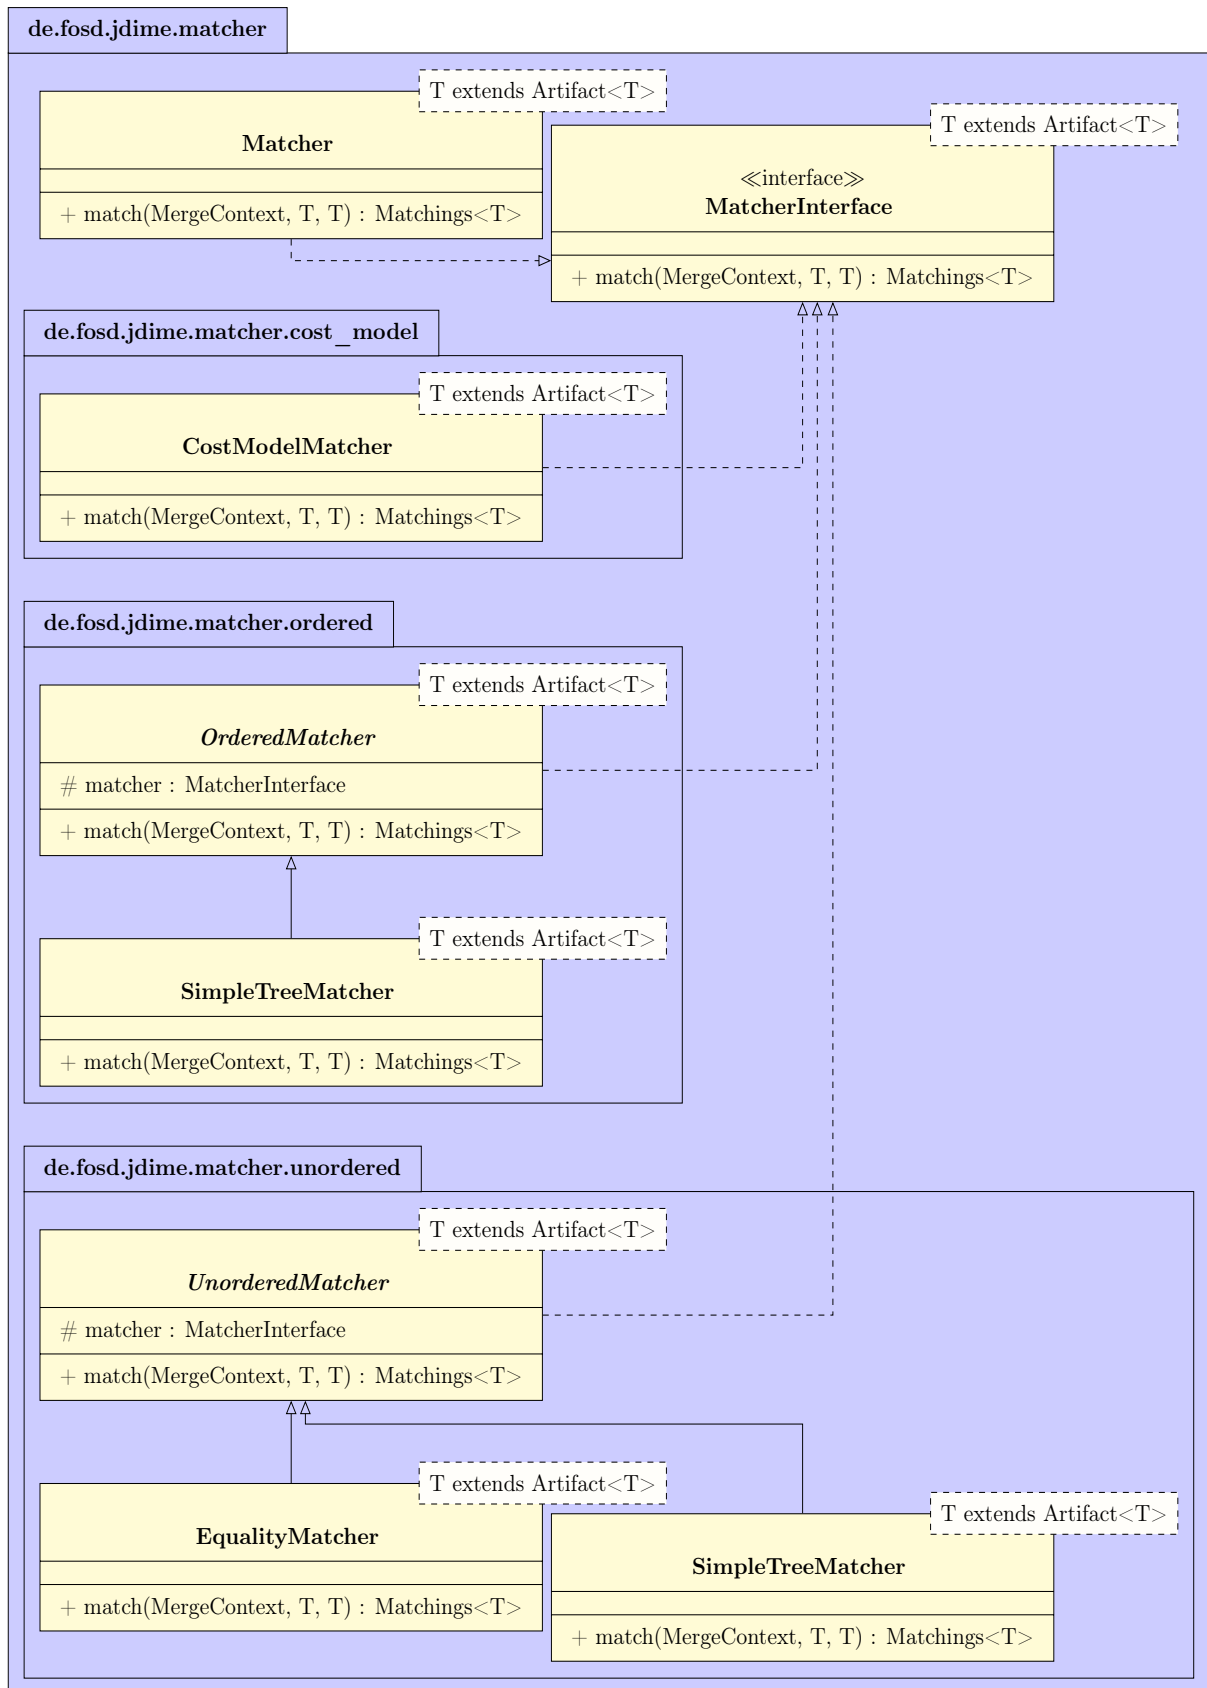 de.fosd.jdime.matcher
T extends Artifact<T>
Matcher
+ match(MergeContext, T, T) : Matchings<T>
T extends Artifact<T>
≪interface≫
MatcherInterface
+ match(MergeContext, T, T) : Matchings<T>
de.fosd.jdime.matcher.cost_model
T extends Artifact<T>
CostModelMatcher
+ match(MergeContext, T, T) : Matchings<T>
de.fosd.jdime.matcher.ordered
T extends Artifact<T>
OrderedMatcher
# matcher : MatcherInterface
+ match(MergeContext, T, T) : Matchings<T>
T extends Artifact<T>
SimpleTreeMatcher
+ match(MergeContext, T, T) : Matchings<T>
de.fosd.jdime.matcher.unordered
T extends Artifact<T>
UnorderedMatcher
# matcher : MatcherInterface
+ match(MergeContext, T, T) : Matchings<T>
T extends Artifact<T>
EqualityMatcher
+ match(MergeContext, T, T) : Matchings<T>
T extends Artifact<T>
SimpleTreeMatcher
+ match(MergeContext, T, T) : Matchings<T>